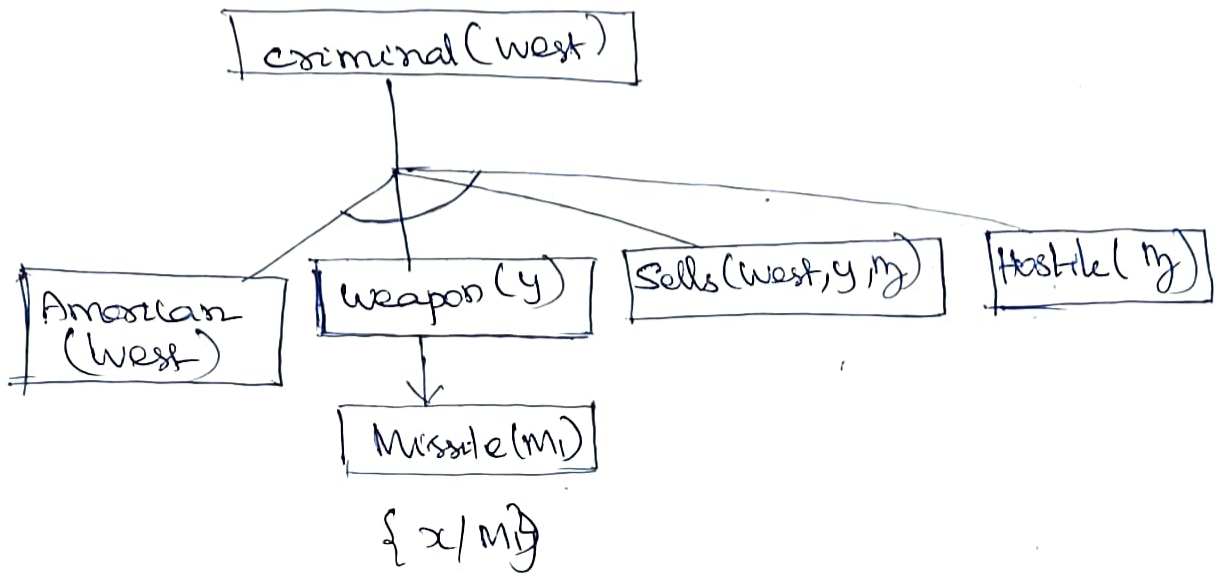 criminal(West)
American
(West)
Weapon(y)
Sells(West,y,z)
Hostile(z)
Missile(M1)
{x/M1}